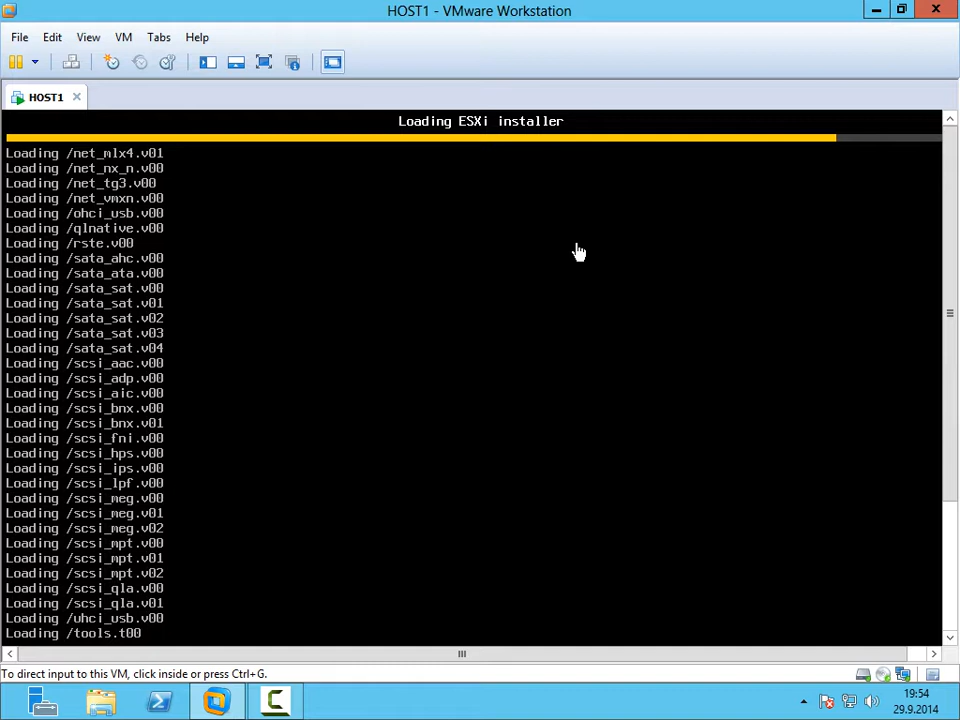 HOST1 - VMware Workstation
File Edit View VM Tabs Help
HOST1
Loading ESXi installer
Loading /net_mlx4.v01
Loading /net_nx_n.v00
Loading /net_tg3.v00
Loading /net_vmxn.v00
Loading /ohci_usb.v00
Loading /qlnative.v00
Loading /rste.v00
Loading /sata_ahc.v00
Loading /sata_ata.v00
Loading /sata_sat.v00
Loading /sata_sat.v01
Loading /sata_sat.v02
Loading /sata_sat.v03
Loading /sata_sat.v04
Loading /scsi_aac.v00
Loading /scsi_adp.v00
Loading /scsi_aic.v00
Loading /scsi_bnx.v00
Loading /scsi_bnx.v01
Loading /scsi_fni.v00
Loading /scsi_hps.v00
Loading /scsi_ips.v00
Loading /scsi_lpf.v00
Loading /scsi_meg.v00
Loading /scsi_meg.v01
Loading /scsi_meg.v02
Loading /scsi_mpt.v00
Loading /scsi_mpt.v01
Loading /scsi_mpt.v02
Loading /scsi_qla.v00
Loading /scsi_qla.v01
Loading /uhci_usb.v00
Loading /tools.t00
To direct input to this VM, click inside or press Ctrl+G.
19:54
29.9.2014